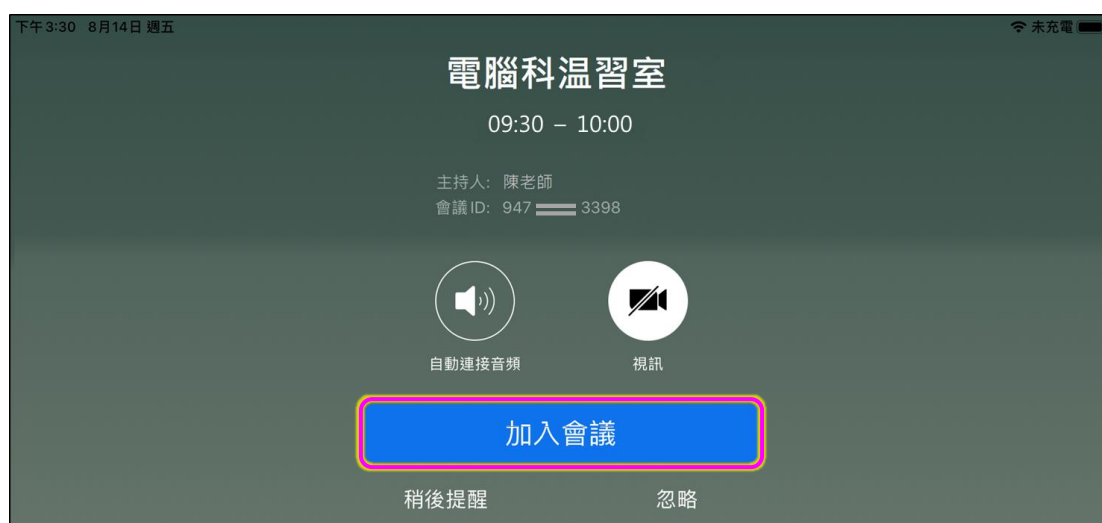 下午3:30 8月14日 週五 未充電
電腦科温習室
09:30 – 10:00
主持人: 陳老師
會議ID: 947 3398
自動連接音頻 視訊
加入會議
稍後提醒 忽略